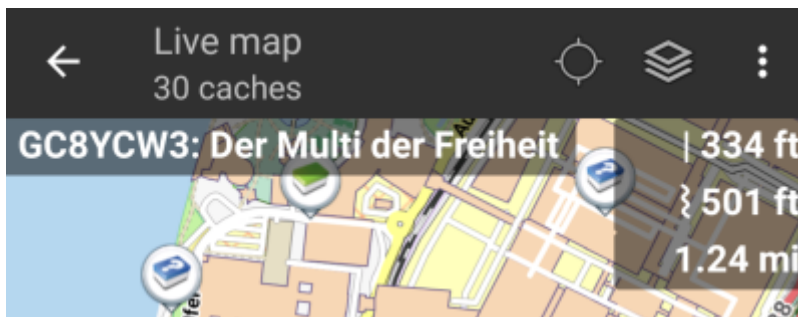 Live map
30 caches
GC8YCW3: Der Multi der Freiheit
334 ft
501 ft
1.24 mi